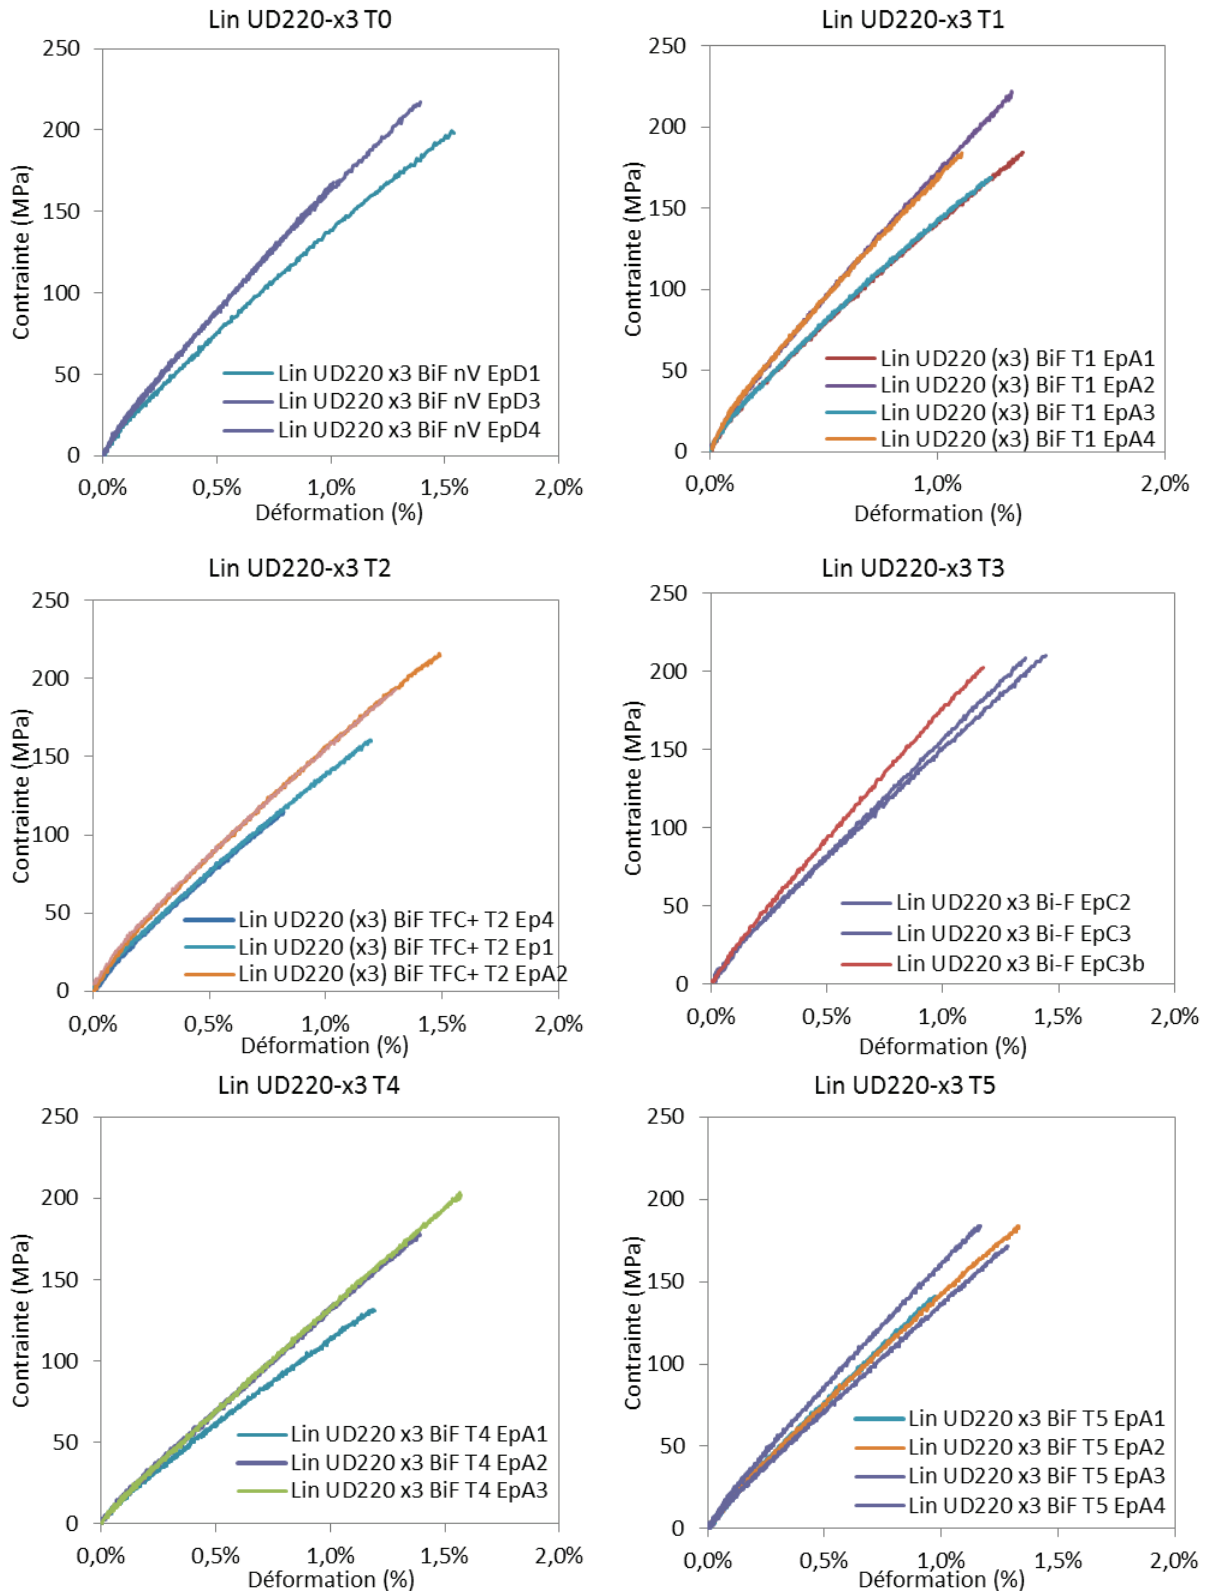 Lin UD220-x3 T0
250
200
150
100
50
0
Contrainte (MPa)
Lin UD220 x3 BiF nV EpD1
Lin UD220 x3 BiF nV EpD3
Lin UD220 x3 BiF nV EpD4
0,0% 0,5% 1,0% 1,5% 2,0%
Déformation (%)
Lin UD220-x3 T1
250
200
150
100
50
0
Contrainte (MPa)
Lin UD220 (x3) BiF T1 EpA1
Lin UD220 (x3) BiF T1 EpA2
Lin UD220 (x3) BiF T1 EpA3
Lin UD220 (x3) BiF T1 EpA4
0,0% 1,0% 2,0%
Déformation (%)
Lin UD220-x3 T2
250
200
150
100
50
0
Contrainte (MPa)
Lin UD220 (x3) BiF TFC+ T2 Ep4
Lin UD220 (x3) BiF TFC+ T2 Ep1
Lin UD220 (x3) BiF TFC+ T2 EpA2
0,0% 0,5% 1,0% 1,5% 2,0%
Déformation (%)
Lin UD220-x3 T3
250
200
150
100
50
0
Contrainte (MPa)
Lin UD220 x3 Bi-F EpC2
Lin UD220 x3 Bi-F EpC3
Lin UD220 x3 Bi-F EpC3b
0,0% 0,5% 1,0% 1,5% 2,0%
Déformation (%)
Lin UD220-x3 T4
250
200
150
100
50
0
Contrainte (MPa)
Lin UD220 x3 BiF T4 EpA1
Lin UD220 x3 BiF T4 EpA2
Lin UD220 x3 BiF T4 EpA3
0,0% 0,5% 1,0% 1,5% 2,0%
Déformation (%)
Lin UD220-x3 T5
250
200
150
100
50
0
Contrainte (MPa)
Lin UD220 x3 BiF T5 EpA1
Lin UD220 x3 BiF T5 EpA2
Lin UD220 x3 BiF T5 EpA3
Lin UD220 x3 BiF T5 EpA4
0,0% 0,5% 1,0% 1,5% 2,0%
Déformation (%)